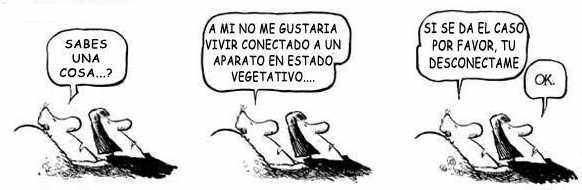 SABES
UNA
COSA...?
A MI NO ME GUSTARIA
VIVIR CONECTADO A UN
APARATO EN ESTADO
VEGETATIVO....
SI SE DA EL CASO
POR FAVOR, TU
DESCONECTAME
OK.